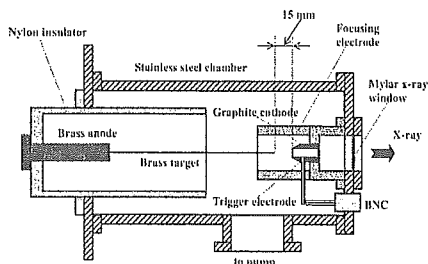 15 mm
Focusing
electrode
Nylon insulator
Stainless steel chamber
Mylar x-ray
window
Graphite cathode
Brass anode
X-ray
Brass target
Trigger electrode
BNC
to pump